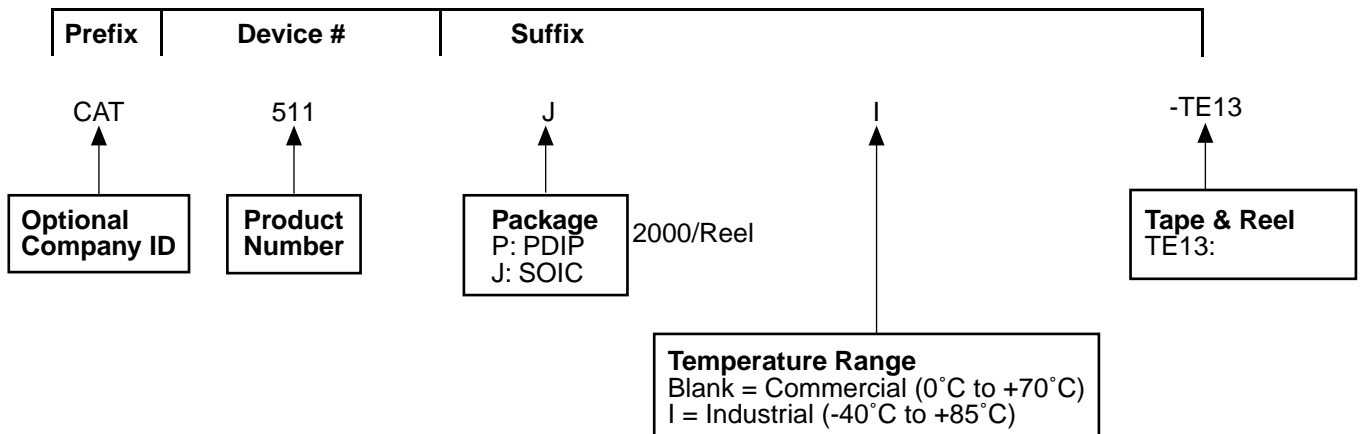 Prefix Device # Suffix
CAT 511 J I -TE13
Optional
Company ID
Product
Number
Package
P: PDIP
J: SOIC
2000/Reel
Tape & Reel
TE13:
Temperature Range
Blank = Commercial (0˚C to +70˚C)
I = Industrial (-40˚C to +85˚C)